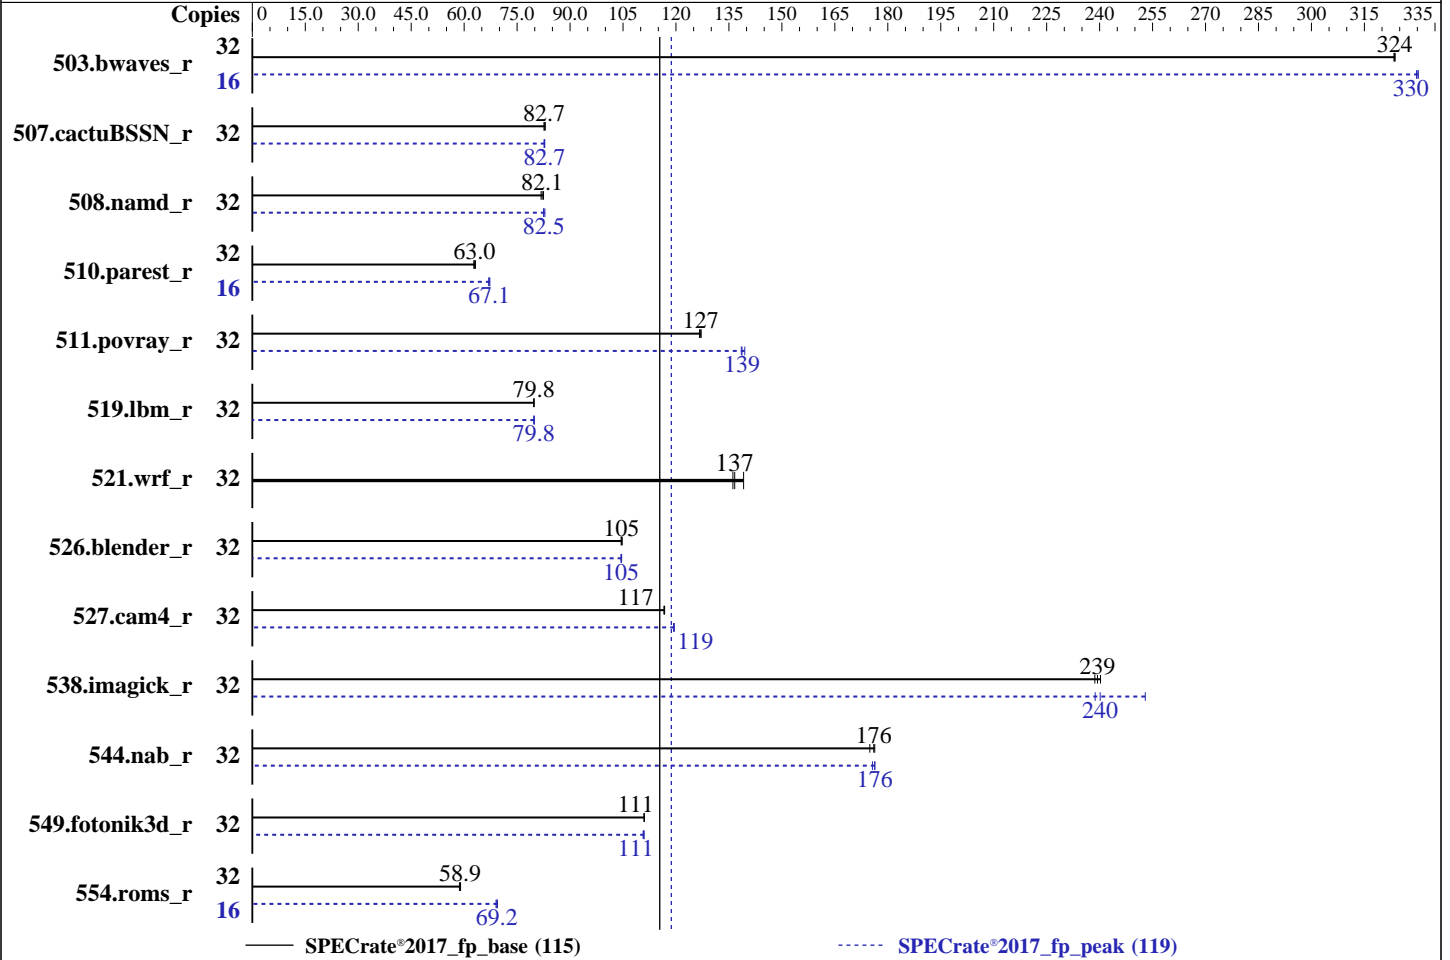 Copies 0 15.0 30.0 45.0 60.0 75.0 90.0 105 120 135 150 165 180 195 210 225 240 255 270 285 300 315 335
503.bwaves_r 32 324
16 330
507.cactuBSSN_r 32 82.7
82.7
508.namd_r 32 82.1
82.5
510.parest_r 32 63.0
16 67.1
511.povray_r 32 127
139
519.lbm_r 32 79.8
79.8
521.wrf_r 32 137
526.blender_r 32 105
105
527.cam4_r 32 117
119
538.imagick_r 32 239
240
544.nab_r 32 176
176
549.fotonik3d_r 32 111
111
554.roms_r 32 58.9
16 69.2
SPECrate®2017_fp_base (115) SPECrate®2017_fp_peak (119)